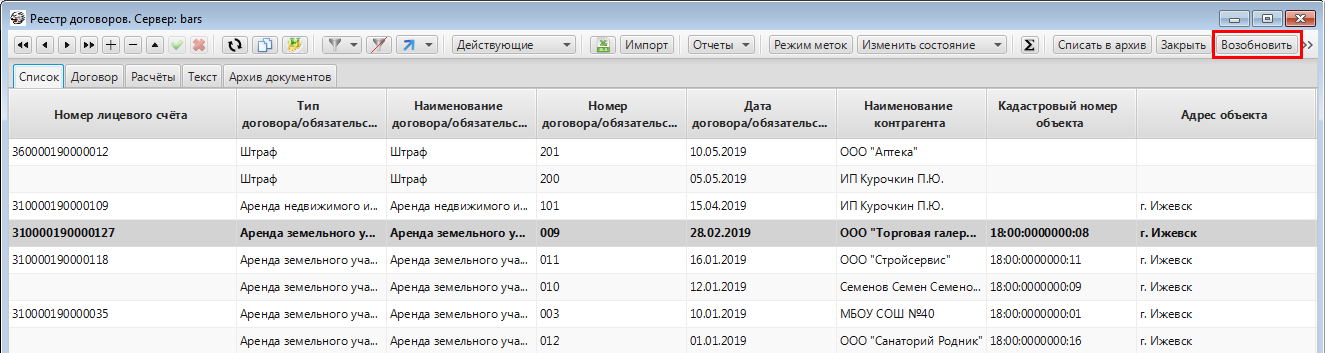 Реестр договоров. Сервер: bars
Действующие Импорт Отчеты Режим меток Изменить состояние Σ Списать в архив Закрыть Возобновить >>
Список Договор Расчёты Текст Архив документов
Номер лицевого счёта Тип договора/обязательс... Наименование договора/обязательс... Номер договора/обязательс... Дата договора/обязательс... Наименование контрагента Кадастровый номер объекта Адрес объекта
360000190000012 Штраф Штраф 201 10.05.2019 ООО "Аптека"
Штраф Штраф 200 05.05.2019 ИП Курочкин П.Ю.
310000190000109 Аренда недвижимого и... Аренда недвижимого и... 101 15.04.2019 ИП Курочкин П.Ю. г. Ижевск
310000190000127 Аренда земельного у... Аренда земельного у... 009 28.02.2019 ООО "Торговая галер... 18:00:0000000:08 г. Ижевск
310000190000118 Аренда земельного уча... Аренда земельного уча... 011 16.01.2019 ООО "Стройсервис" 18:00:0000000:11 г. Ижевск
Аренда земельного уча... Аренда земельного уча... 010 12.01.2019 Семенов Семен Семено... 18:00:0000000:09 г. Ижевск
310000190000035 Аренда земельного уча... Аренда земельного уча... 003 10.01.2019 МБОУ СОШ №40 18:00:0000000:01 г. Ижевск
Аренда земельного уча... Аренда земельного уча... 012 01.01.2019 ООО "Санаторий Родник" 18:00:0000000:16 г. Ижевск